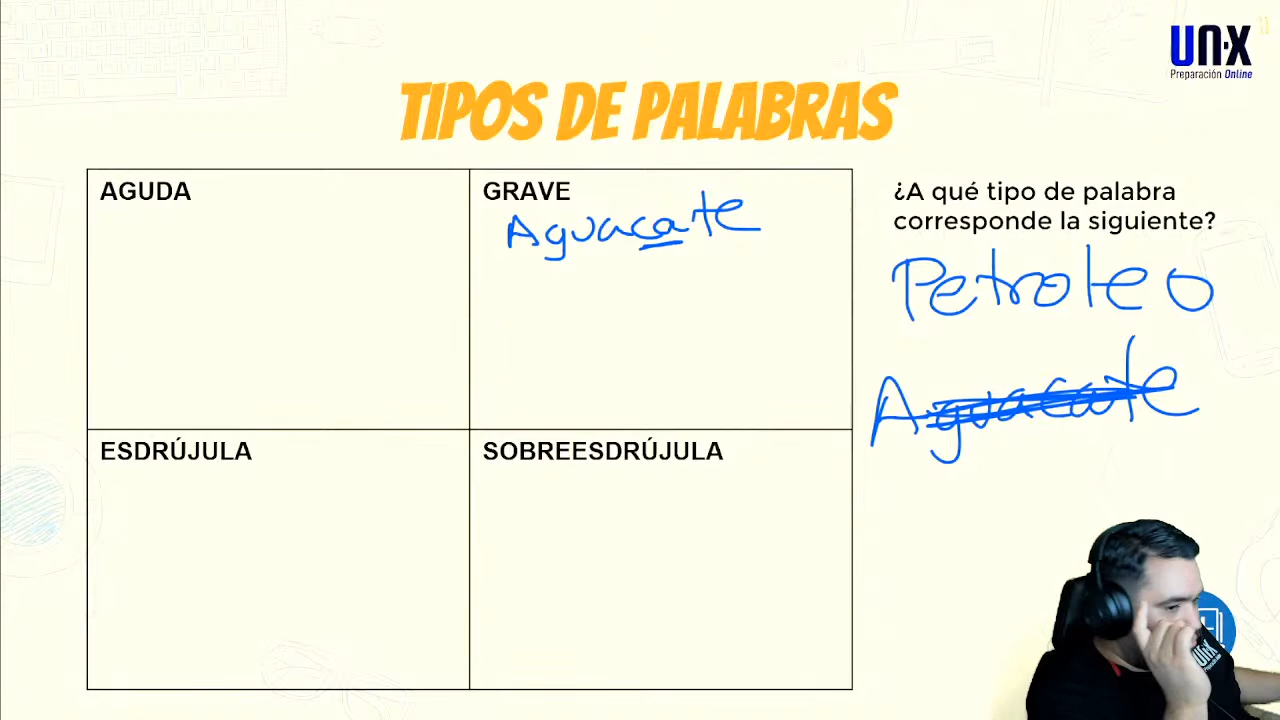 UN·X
Preparación Online
TIPOS DE PALABRAS
AGUDA
GRAVE
Aguacate
ESDRÚJULA
SOBREESDRÚJULA
¿A qué tipo de palabra
corresponde la siguiente?
Petroleo
Aguacate